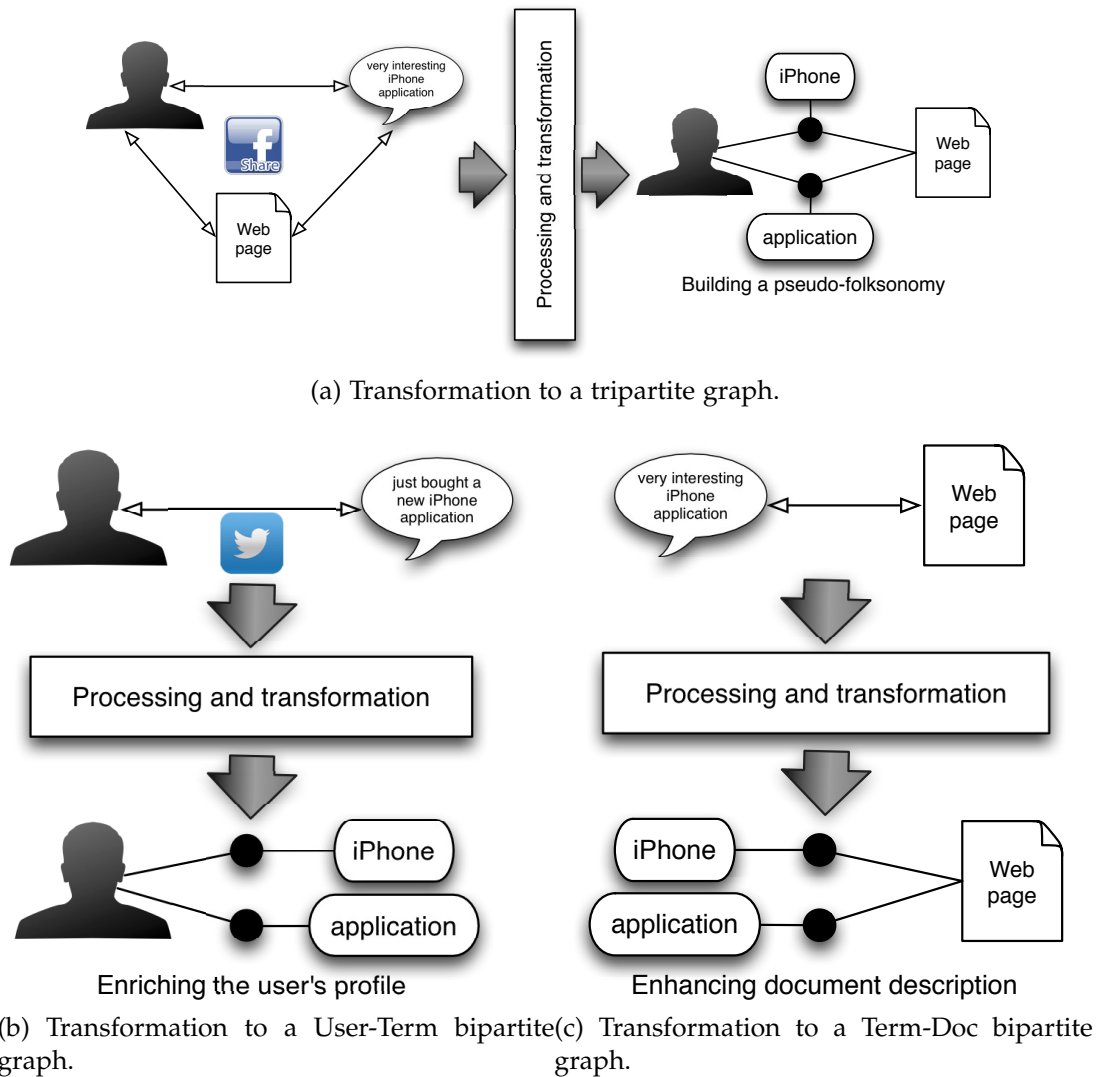 very interesting
iPhone
application
f
Share
Web
page
Processing and transformation
iPhone
application
Web
page
Building a pseudo-folksonomy
(a) Transformation to a tripartite graph.
just bought a
new iPhone
application
Processing and transformation
iPhone
application
Enriching the user's profile
very interesting
iPhone
application
Web
page
Processing and transformation
iPhone
application
Web
page
Enhancing document description
(b) Transformation to a User-Term bipartite
graph.
(c) Transformation to a Term-Doc bipartite
graph.